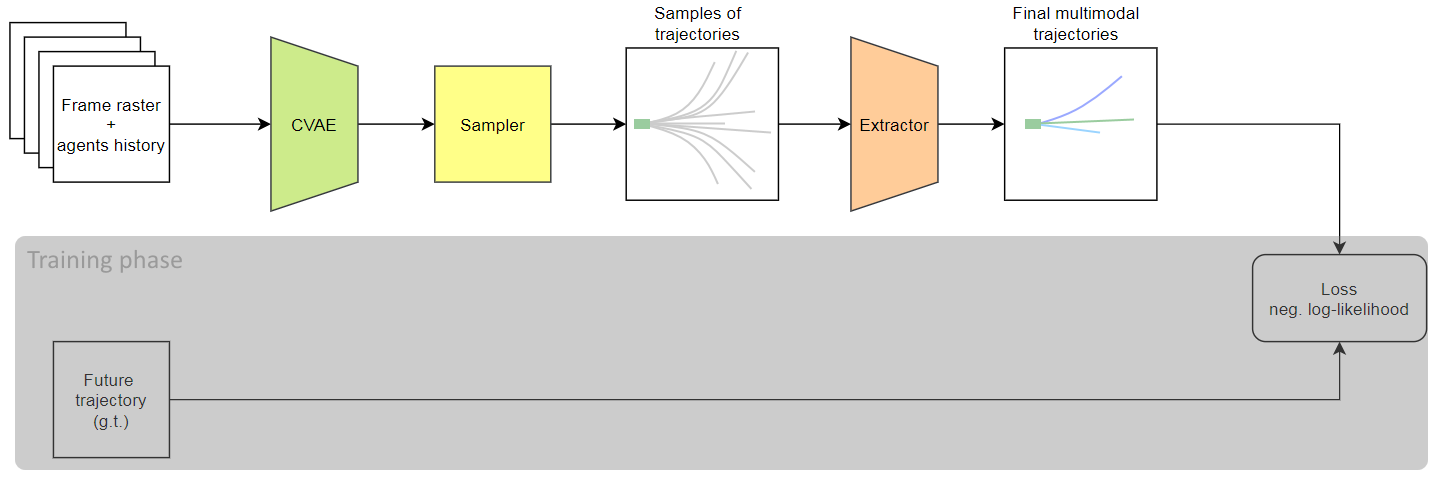 Samples of
trajectories
Final multimodal
trajectories
Frame raster
+
agents history
CVAE
Sampler
Extractor
Training phase
Loss
neg. log-likelihood
Future
trajectory
(g.t.)